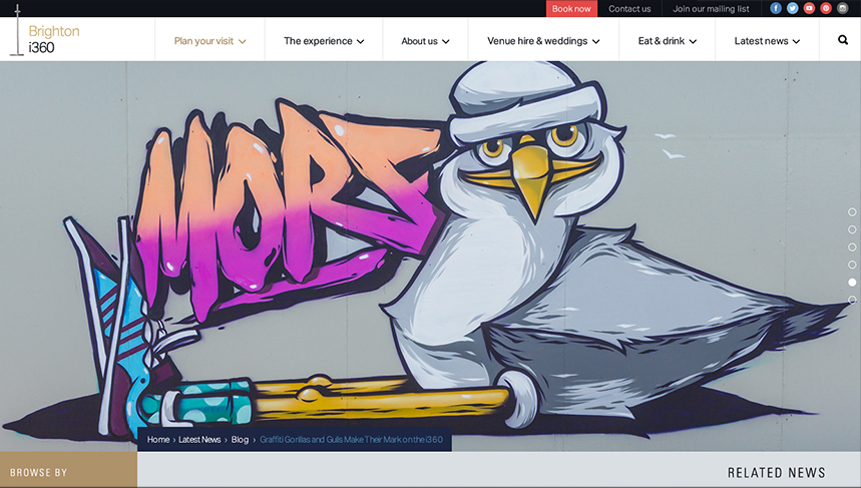 Book now Contact us Join our mailing list
Brighton
i360
Plan your visit The experience About us Venue hire & weddings Eat & drink Latest news
MORE
Home › Latest News › Blog › Graffiti Gorillas and Gulls Make Their Mark on the i360
BROWSE BY
RELATED NEWS